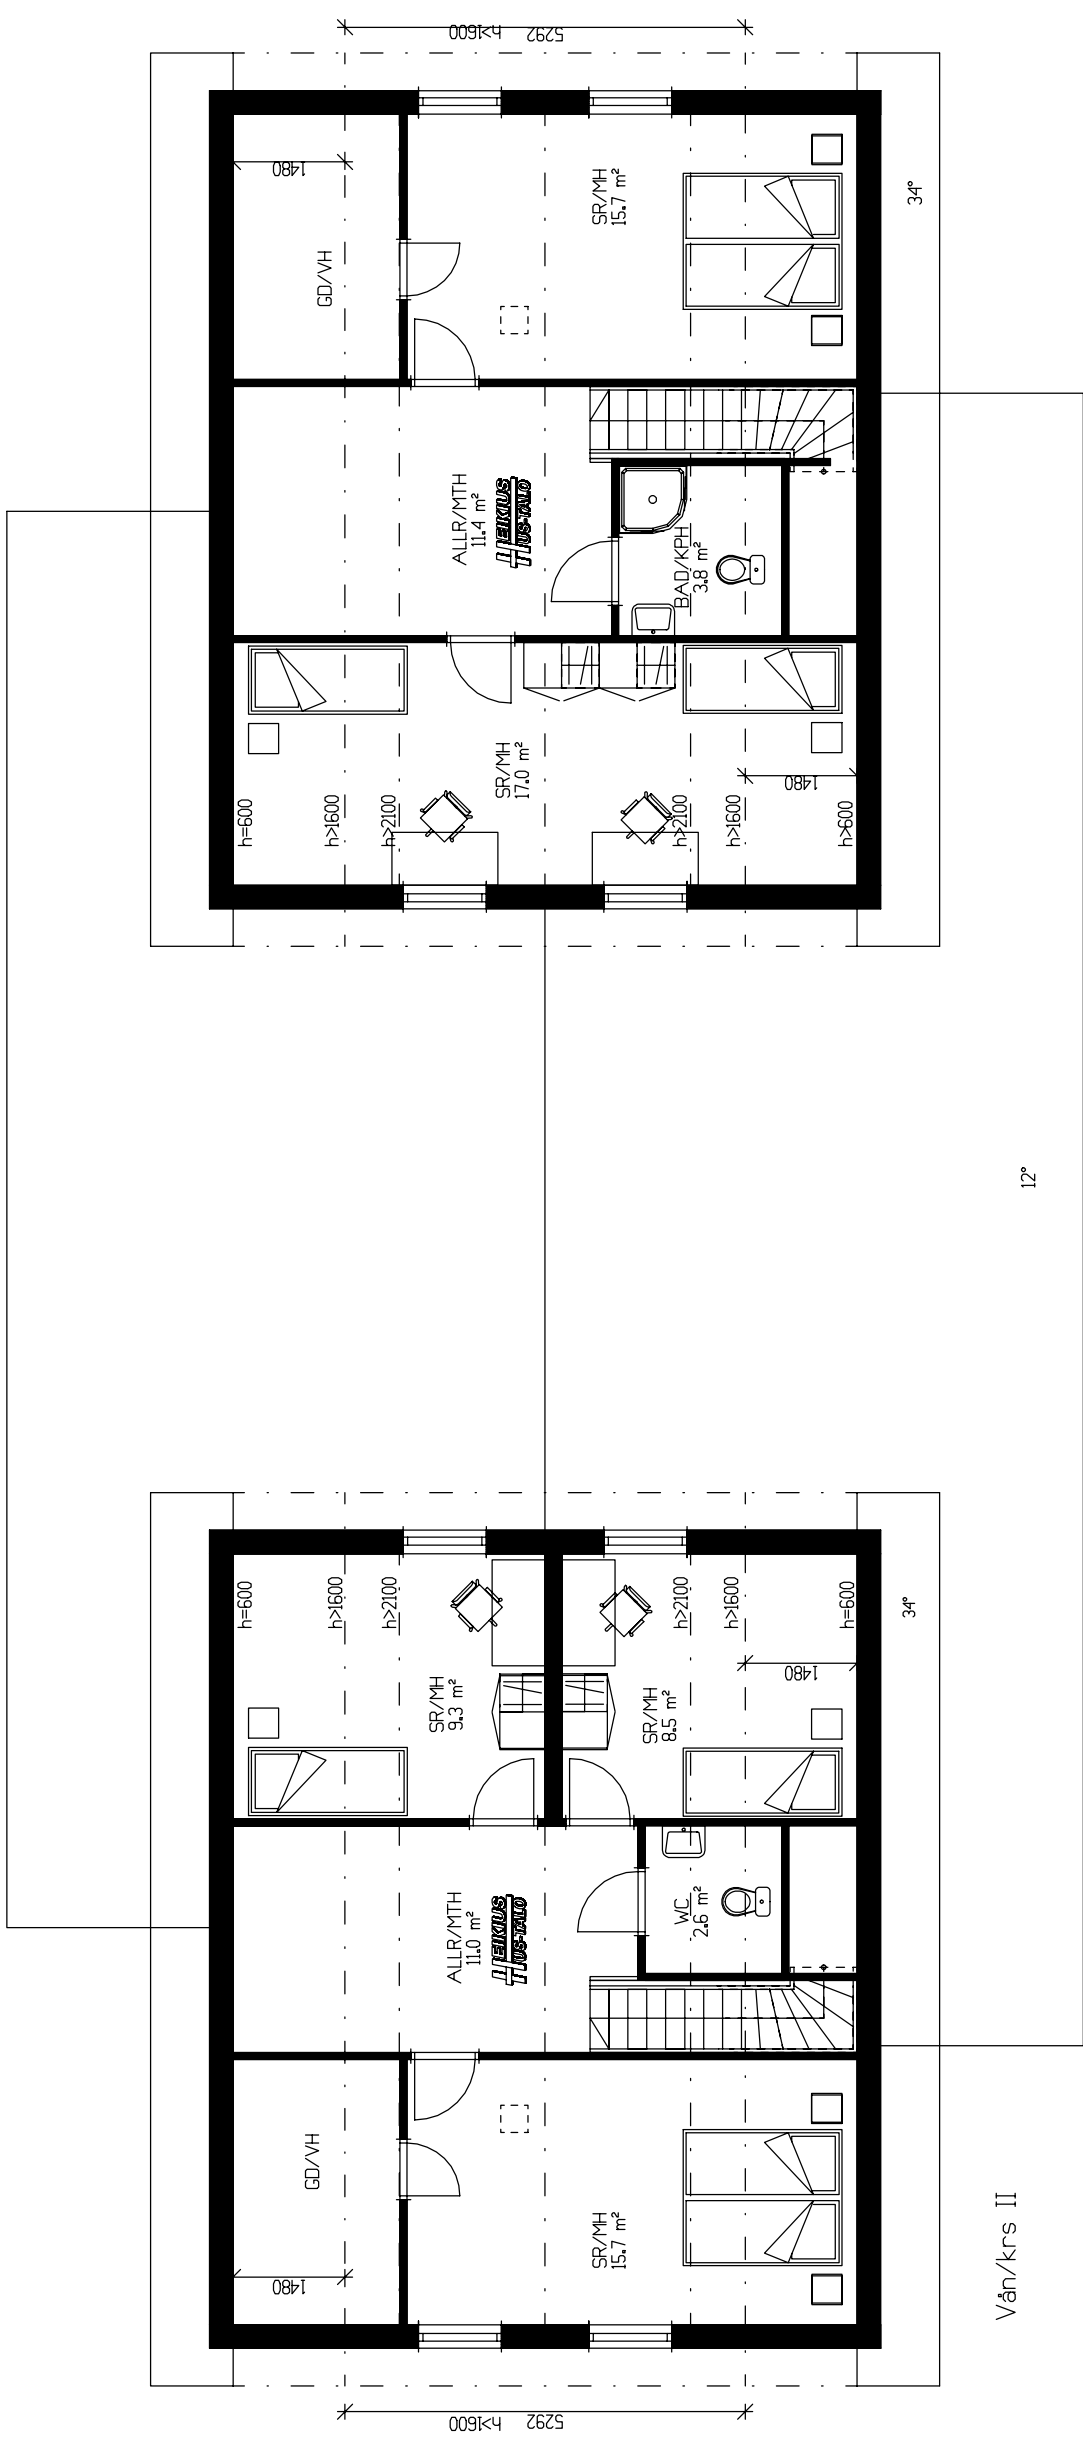 h>1600 5292
1480
GD/VH
SR/MH
15.7 m²
34°
ALLR/MTH
11.4 m²
HEIKIUS
HUS-TALO
BAD/KPH
3.8 m²
SR/MH
17.0 m²
1480
h=600
h>1600
h>2100
h>2100
h>1600
h>600
12°
h=600
h>1600
h>2100
h>2100
h>1600
h=600
34°
1480
SR/MH
9.3 m²
SR/MH
8.5 m²
ALLR/MTH
11.0 m²
HEIKIUS
HUS-TALO
WC
2.6 m²
GD/VH
SR/MH
15.7 m²
1480
h>1600 5292
Vån/krs II